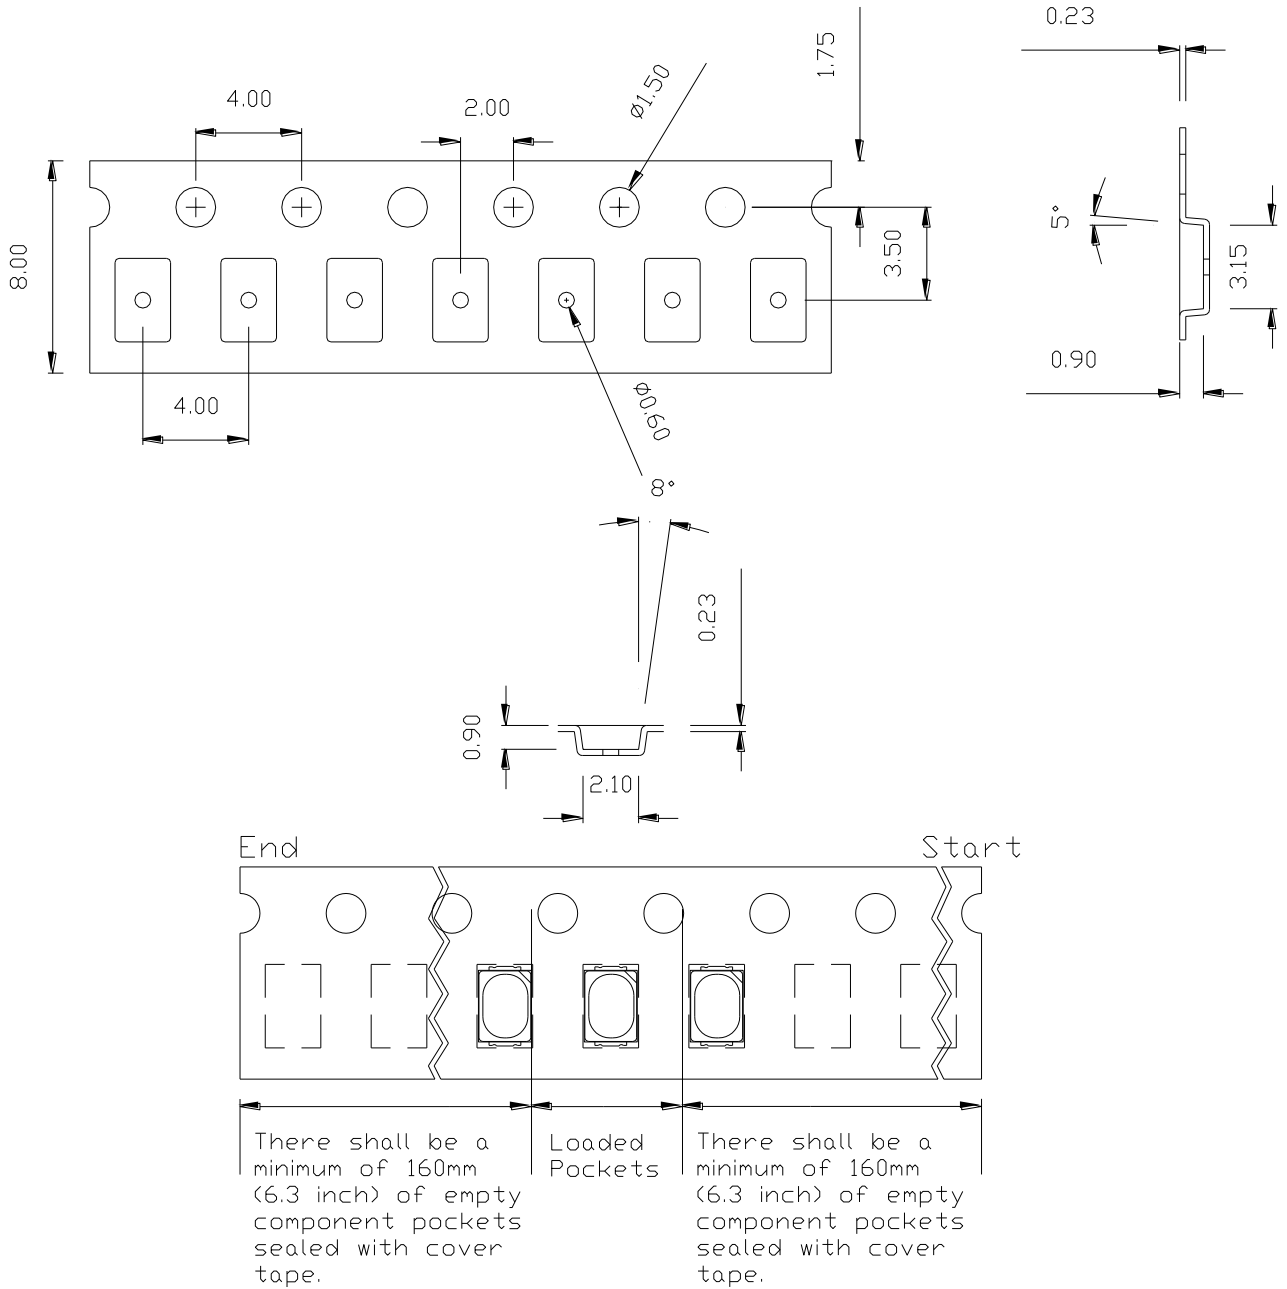 0.23
4.00
2.00
ø1.50
1.75
8.00
3.50
5°
3.15
0.90
4.00
ø0.60
8°
0.23
0.90
2.10
End
Start
There shall be a
minimum of 160mm
(6.3 inch) of empty
component pockets
sealed with cover
tape.
Loaded
Pockets
There shall be a
minimum of 160mm
(6.3 inch) of empty
component pockets
sealed with cover
tape.